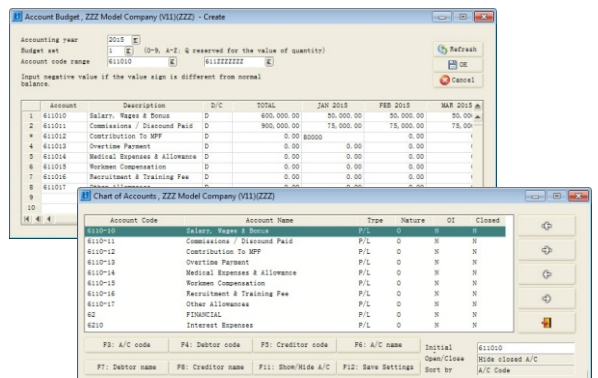 Account Budget , ZZZ Model Company (V11)(ZZZ) - Create
Accounting year 2015
Budget set 1 (0-9, A-Z; Q reserved for the value of quantity)
Account code range 611010 611ZZZZZZZ
Input negative value if the value sign is different from normal
balance.
Refresh
OK
Cancel
Account Description D/C TOTAL JAN 2015 FEB 2015 MAR 2015
1 611010 Salary, Wages & Bonus D 600,000.00 50,000.00 50,000.00 50,00
2 611011 Commissions / Discound Paid D 900,000.00 75,000.00 75,000.00 75,00
* 611012 Contribution To MPF D 0.00 80000 0.00
4 611013 Overtime Payment D 0.00 0.00 0.00
5 611014 Medical Expenses & Allowance D 0.00 0.00 0.00
6 611015 Workmen Compensation D 0.00 0.00 0.00
7 611016 Recruitment & Training Fee D 0.00 0.00 0.00
8 611017 Other Allowances
9
10
Chart of Accounts , ZZZ Model Company (V11)(ZZZ)
Account Code Account Name Type Nature OI Closed
6110-10 Salary, Wages & Bonus P/L O N N
6110-11 Commissions / Discound Paid P/L O N N
6110-12 Contribution To MPF P/L O N N
6110-13 Overtime Payment P/L O N N
6110-14 Medical Expenses & Allowance P/L O N N
6110-15 Workmen Compensation P/L O N N
6110-16 Recruitment & Training Fee P/L O N N
6110-17 Other Allowances P/L O N N
62 FINANCIAL P/L O N N
6210 Interest Expenses P/L O N N
F3: A/C code F4: Debtor code F5: Creditor code F6: A/C name
F7: Debtor name F8: Creditor name F11: Show/Hide A/C F12: Save Settings
Initial 611010
Open/Close Hide closed A/C
Sort by A/C Code